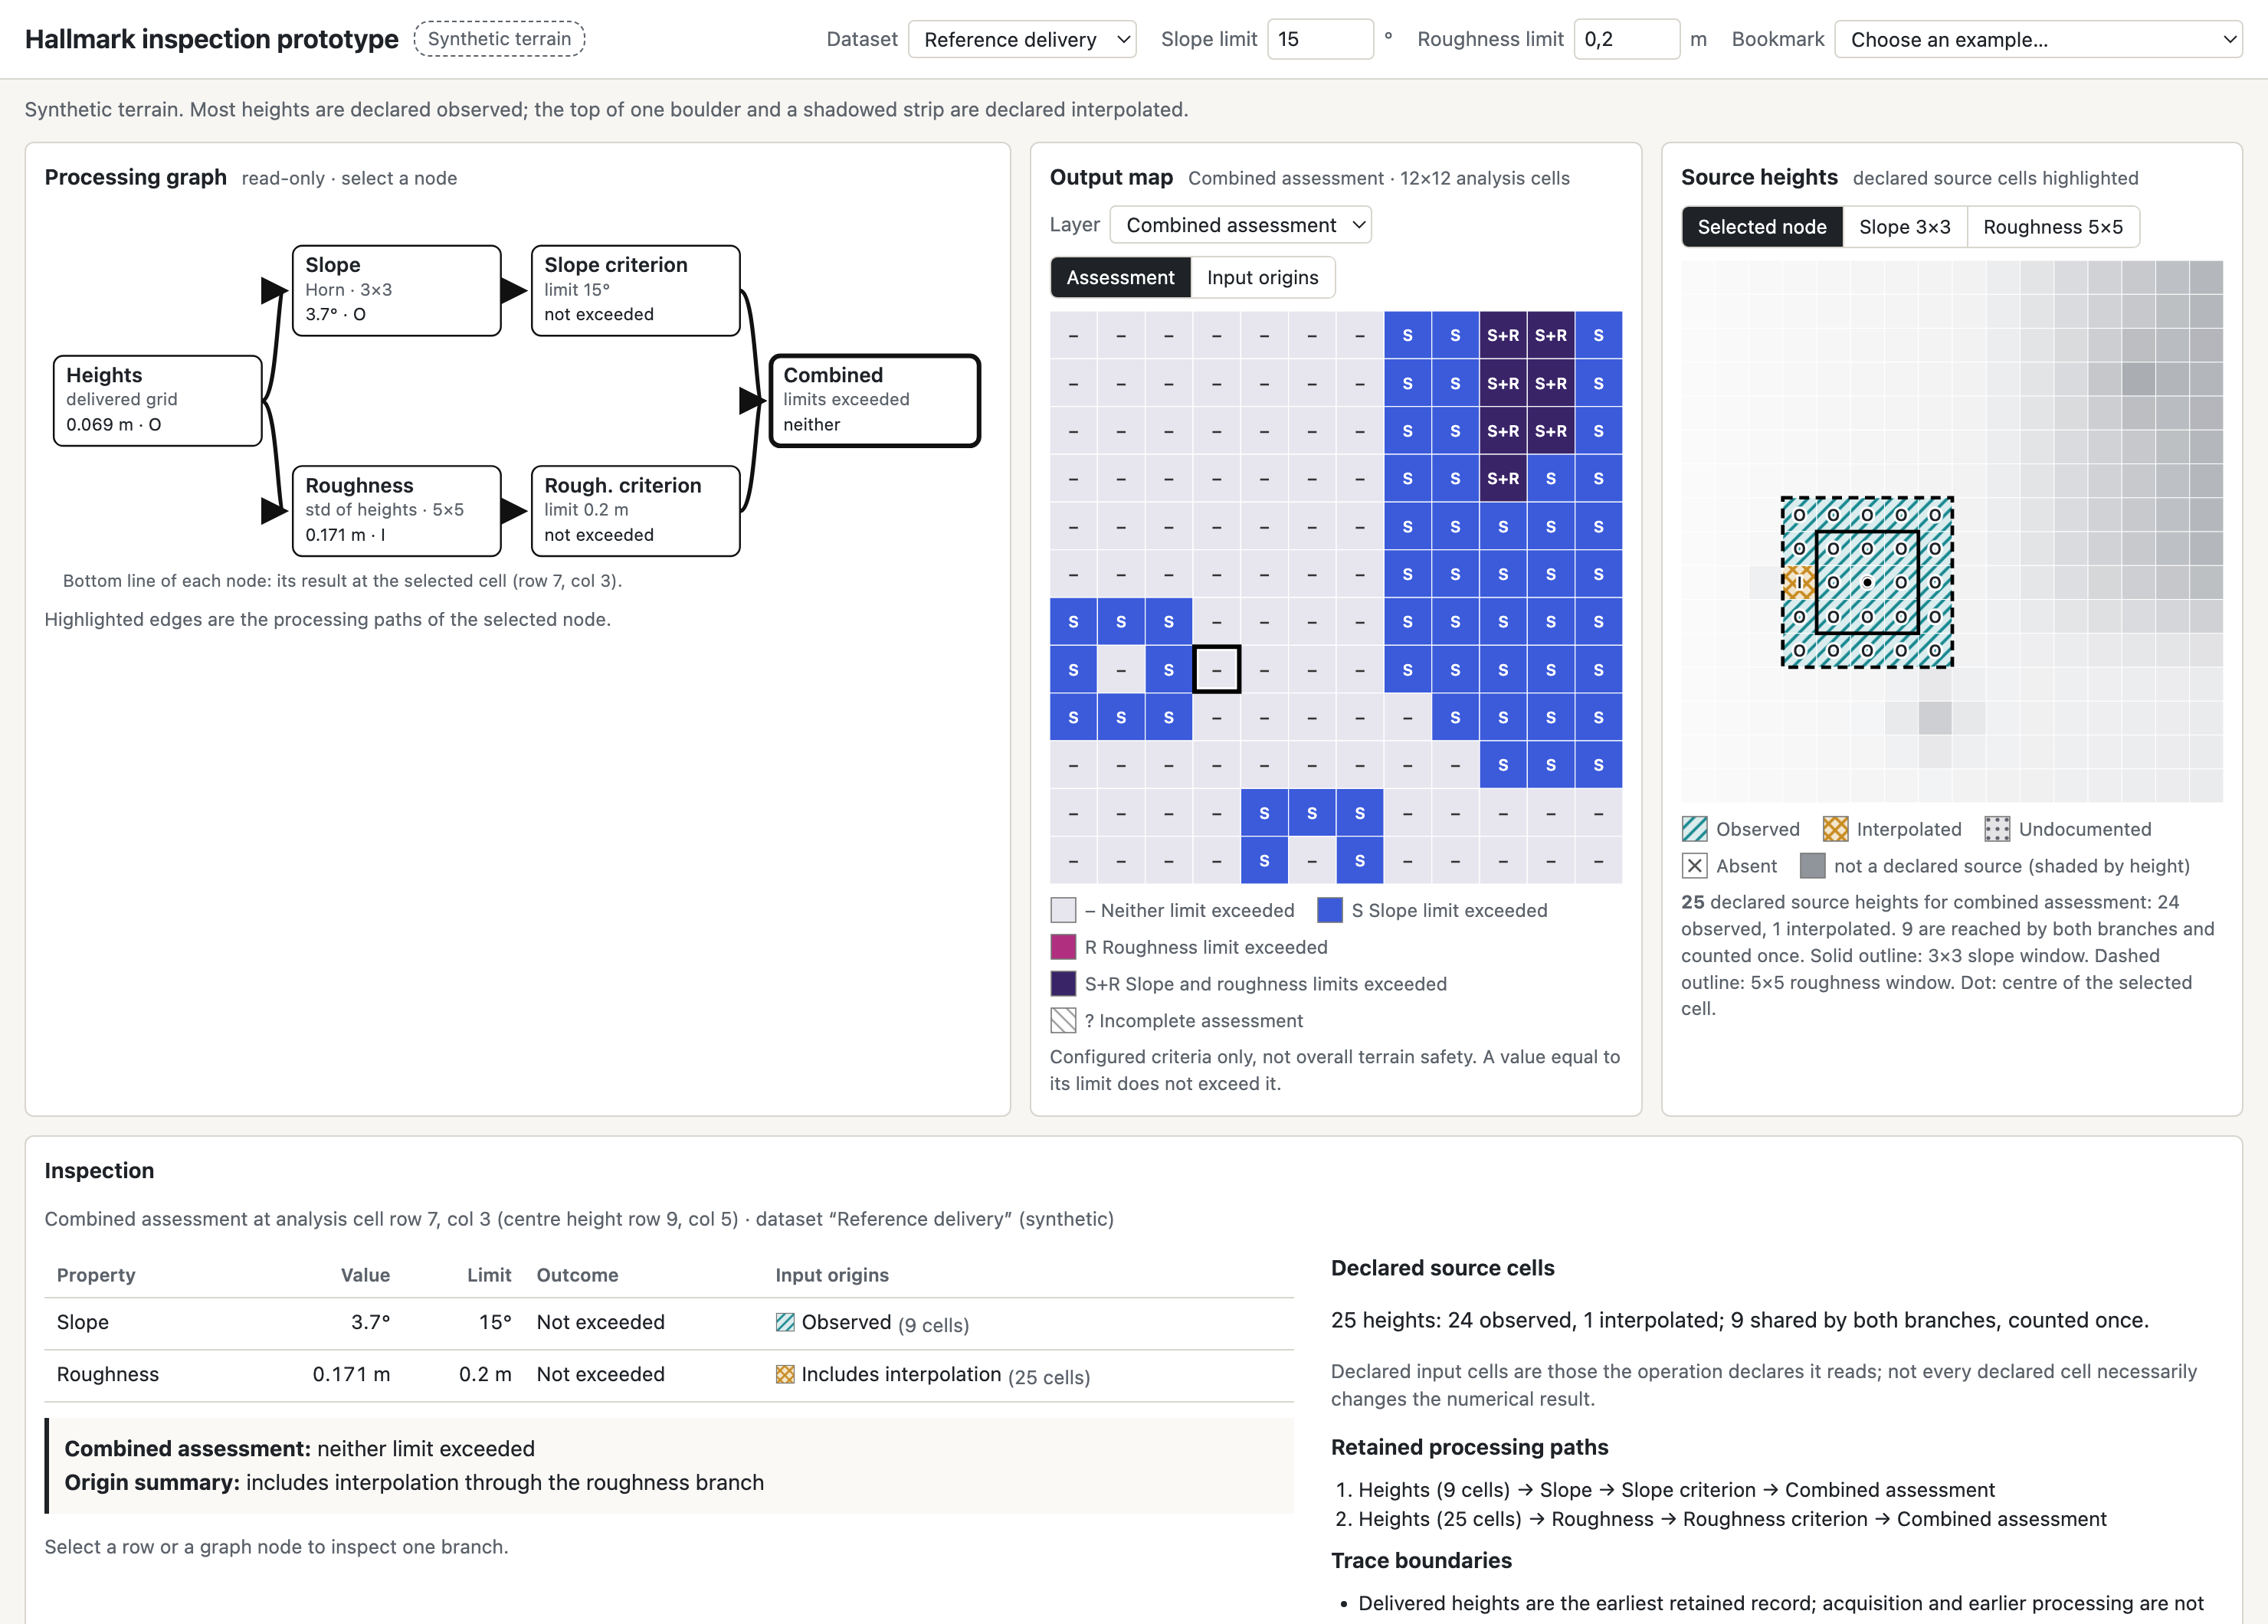 Hallmark inspection prototype
Synthetic terrain
Dataset Reference delivery Slope limit 15 ° Roughness limit 0,2 m Bookmark Choose an example...
Synthetic terrain. Most heights are declared observed; the top of one boulder and a shadowed strip are declared interpolated.
Processing graph read-only · select a node
Slope
Horn · 3×3
3.7° · O
Slope criterion
limit 15°
not exceeded
Heights
delivered grid
0.069 m · O
Combined
limits exceeded
neither
Roughness
std of heights · 5×5
0.171 m · I
Rough. criterion
limit 0.2 m
not exceeded
Bottom line of each node: its result at the selected cell (row 7, col 3).
Highlighted edges are the processing paths of the selected node.
Output map Combined assessment · 12×12 analysis cells
Layer Combined assessment
Assessment Input origins
– – – – – – – S S S+R S+R S
– – – – – – – S S S+R S+R S
– – – – – – – S S S+R S+R S
– – – – – – – S S S+R S S
– – – – – – – S S S S S
– – – – – – – S S S S S
S S S – – – – S S S S S
S – S – – – – S S S S S
S S S – – – – – S S S S
– – – – – – – – – S S S
– – – – S S S – – – – –
– – – – S – S – – – – –
– Neither limit exceeded S Slope limit exceeded
R Roughness limit exceeded
S+R Slope and roughness limits exceeded
? Incomplete assessment
Configured criteria only, not overall terrain safety. A value equal to
its limit does not exceed it.
Source heights declared source cells highlighted
Selected node Slope 3×3 Roughness 5×5
O O O O O
O O O O O
I O O O
O O O O O
O O O O O
Observed Interpolated Undocumented
Absent not a declared source (shaded by height)
25 declared source heights for combined assessment: 24
observed, 1 interpolated. 9 are reached by both branches and
counted once. Solid outline: 3×3 slope window. Dashed
outline: 5×5 roughness window. Dot: centre of the selected
cell.
Inspection
Combined assessment at analysis cell row 7, col 3 (centre height row 9, col 5) · dataset “Reference delivery” (synthetic)
Property Value Limit Outcome Input origins
Slope 3.7° 15° Not exceeded Observed (9 cells)
Roughness 0.171 m 0.2 m Not exceeded Includes interpolation (25 cells)
Combined assessment: neither limit exceeded
Origin summary: includes interpolation through the roughness branch
Select a row or a graph node to inspect one branch.
Declared source cells
25 heights: 24 observed, 1 interpolated; 9 shared by both branches, counted once.
Declared input cells are those the operation declares it reads; not every declared cell necessarily
changes the numerical result.
Retained processing paths
1. Heights (9 cells) → Slope → Slope criterion → Combined assessment
2. Heights (25 cells) → Roughness → Roughness criterion → Combined assessment
Trace boundaries
• Delivered heights are the earliest retained record; acquisition and earlier processing are not